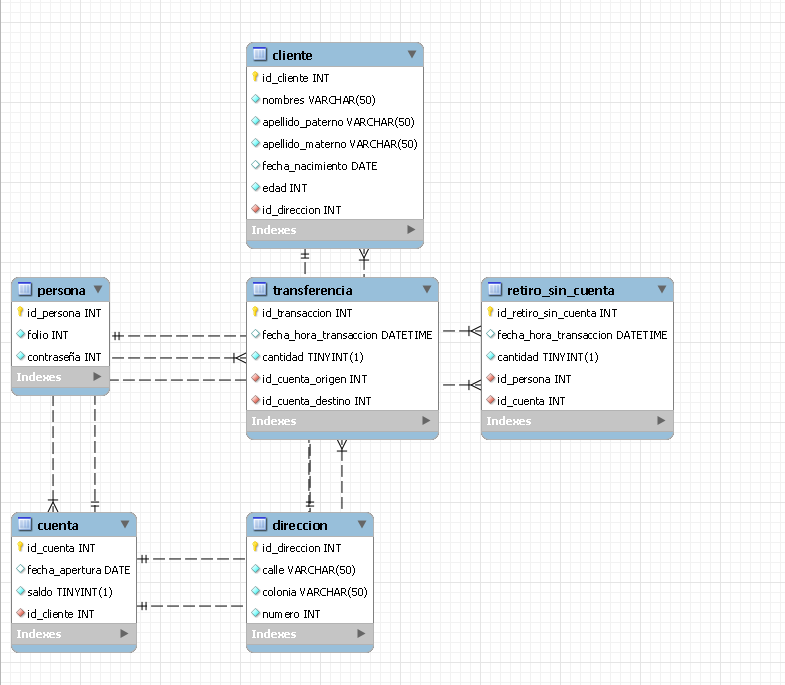 cliente
id_cliente INT
nombres VARCHAR(50)
apellido_paterno VARCHAR(50)
apellido_materno VARCHAR(50)
fecha_nacimiento DATE
edad INT
id_direccion INT
Indexes
persona
id_persona INT
folio INT
contraseña INT
Indexes
transferencia
id_transaccion INT
fecha_hora_transaccion DATETIME
cantidad TINYINT(1)
id_cuenta_origen INT
id_cuenta_destino INT
Indexes
retiro_sin_cuenta
id_retiro_sin_cuenta INT
fecha_hora_transaccion DATETIME
cantidad TINYINT(1)
id_persona INT
id_cuenta INT
Indexes
cuenta
id_cuenta INT
fecha_apertura DATE
saldo TINYINT(1)
id_cliente INT
Indexes
direccion
id_direccion INT
calle VARCHAR(50)
colonia VARCHAR(50)
numero INT
Indexes